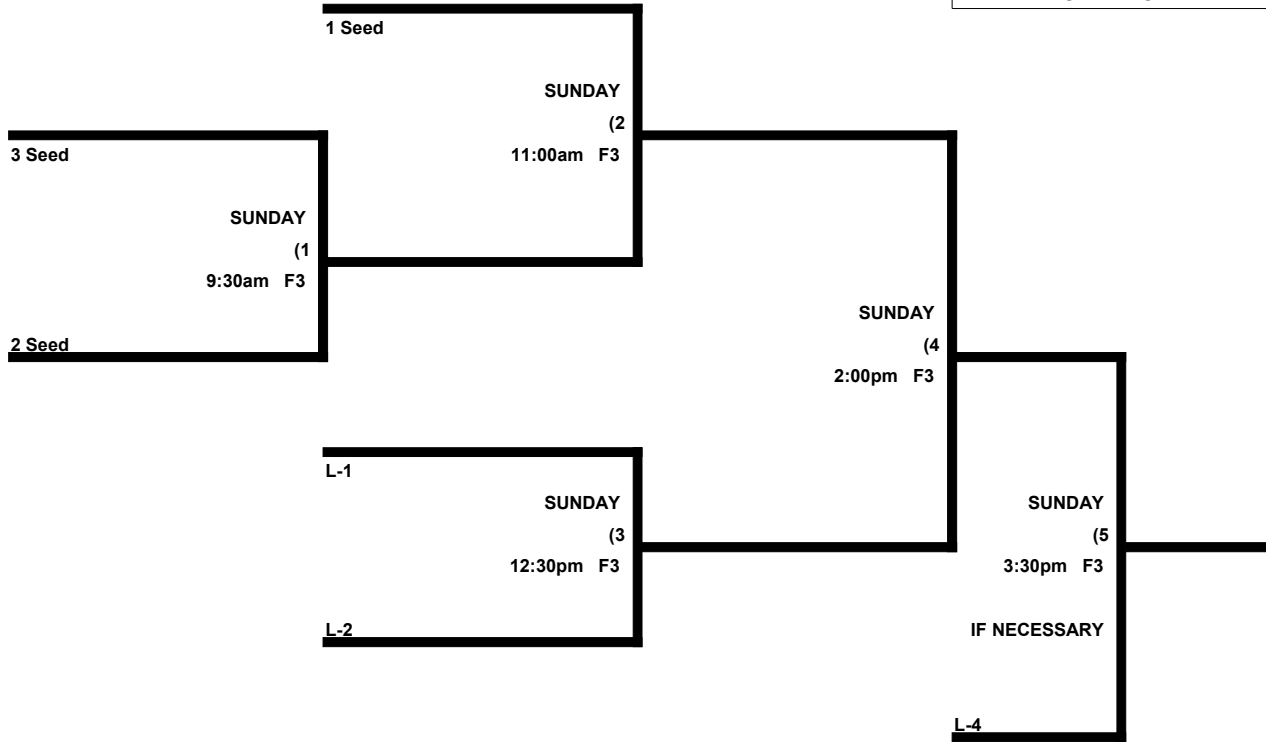 1 Seed
SUNDAY
(2
11:00am F3
3 Seed
SUNDAY
(1
9:30am F3
2 Seed
SUNDAY
(4
2:00pm F3
L-1
SUNDAY
(3
12:30pm F3
L-2
SUNDAY
(5
3:30pm F3
IF NECESSARY
L-4